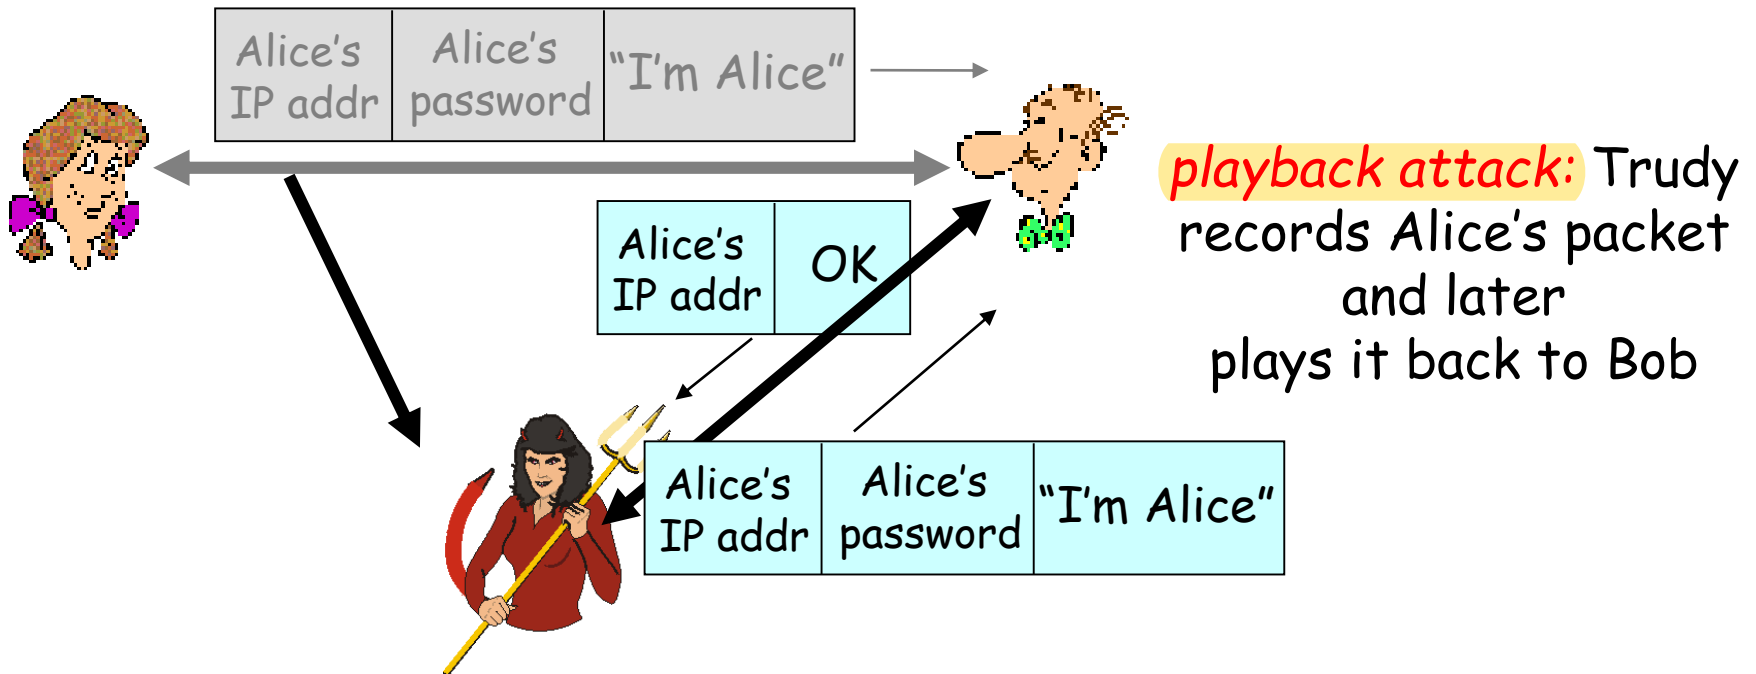 Alice's
IP addr
Alice's
password
“I'm Alice”
playback attack: Trudy
records Alice's packet
and later
plays it back to Bob
Alice's
IP addr
OK
Alice's
IP addr
Alice's
password
“I'm Alice”